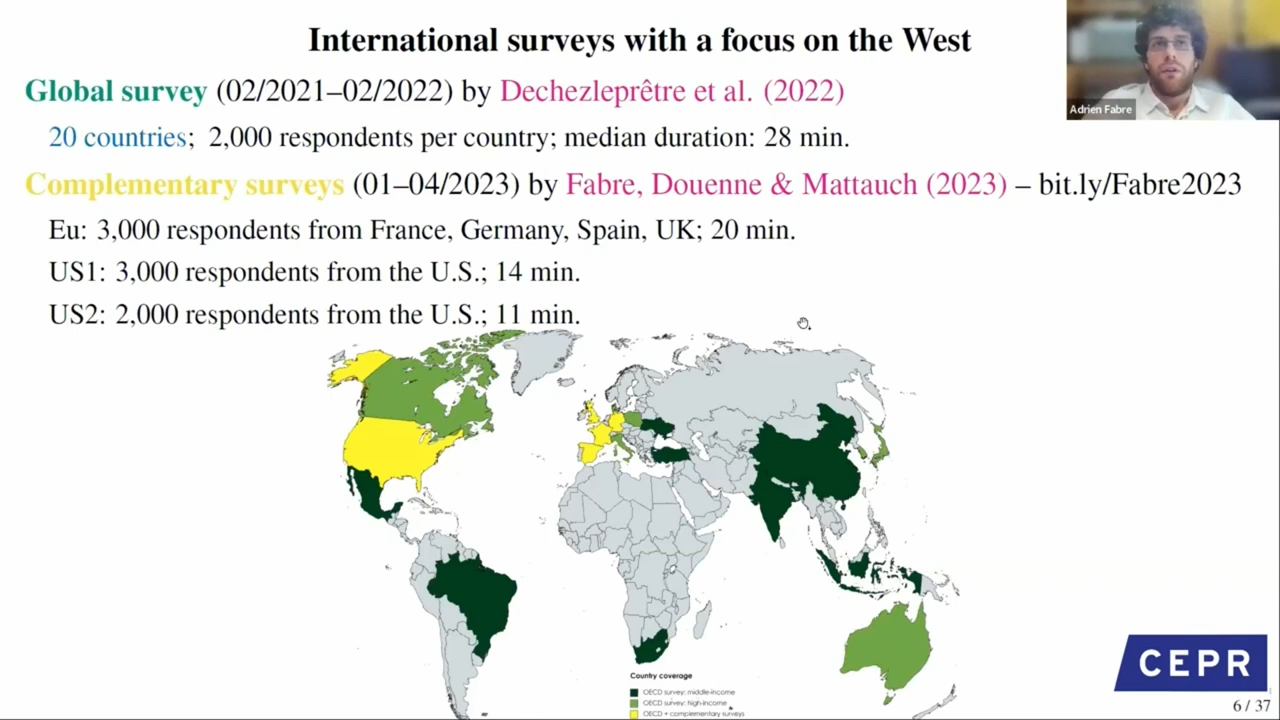 International surveys with a focus on the West
Global survey (02/2021–02/2022) by Dechezleprêtre et al. (2022)
20 countries; 2,000 respondents per country; median duration: 28 min.
Complementary surveys (01–04/2023) by Fabre, Douenne & Mattauch (2023) – bit.ly/Fabre2023
Eu: 3,000 respondents from France, Germany, Spain, UK; 20 min.
US1: 3,000 respondents from the U.S.; 14 min.
US2: 2,000 respondents from the U.S.; 11 min.
Adrien Fabre
Country coverage
OECD survey: middle-income
OECD survey: high-income
OECD + complementary surveys
CEPR
6 / 37